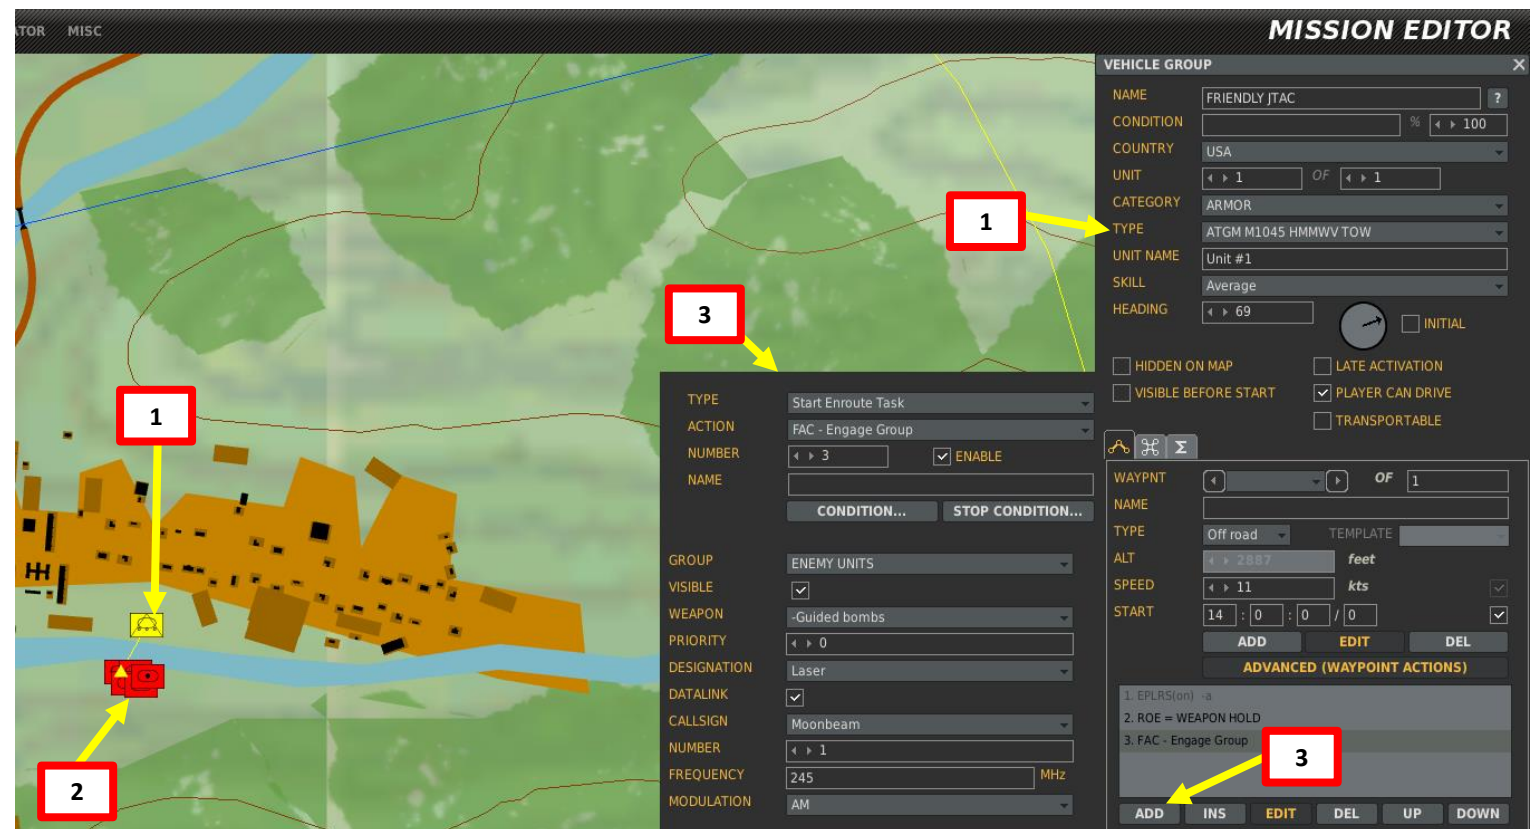 ATOR MISC
MISSION EDITOR
VEHICLE GROUP
NAME FRIENDLY JTAC ?
CONDITION % 100
COUNTRY USA
UNIT 1 OF 1
CATEGORY ARMOR
1
TYPE ATGM M1045 HMMWV TOW
UNIT NAME Unit #1
SKILL Average
HEADING 69
INITIAL
HIDDEN ON MAP LATE ACTIVATION
VISIBLE BEFORE START PLAYER CAN DRIVE
TRANSPORTABLE
WAYPNT OF 1
NAME
TYPE Off road TEMPLATE
ALT 2887 feet
SPEED 11 kts
START 14 : 0 : 0 / 0
ADD EDIT DEL
ADVANCED (WAYPOINT ACTIONS)
1. EPLRS(on) -a
2. ROE = WEAPON HOLD
3. FAC - Engage Group
3
ADD INS EDIT DEL UP DOWN
3
TYPE Start Enroute Task
ACTION FAC - Engage Group
NUMBER 3 ENABLE
NAME
CONDITION... STOP CONDITION...
GROUP ENEMY UNITS
VISIBLE
WEAPON -Guided bombs
PRIORITY 0
DESIGNATION Laser
DATALINK
CALLSIGN Moonbeam
NUMBER 1
FREQUENCY 245 MHz
MODULATION AM
1
2